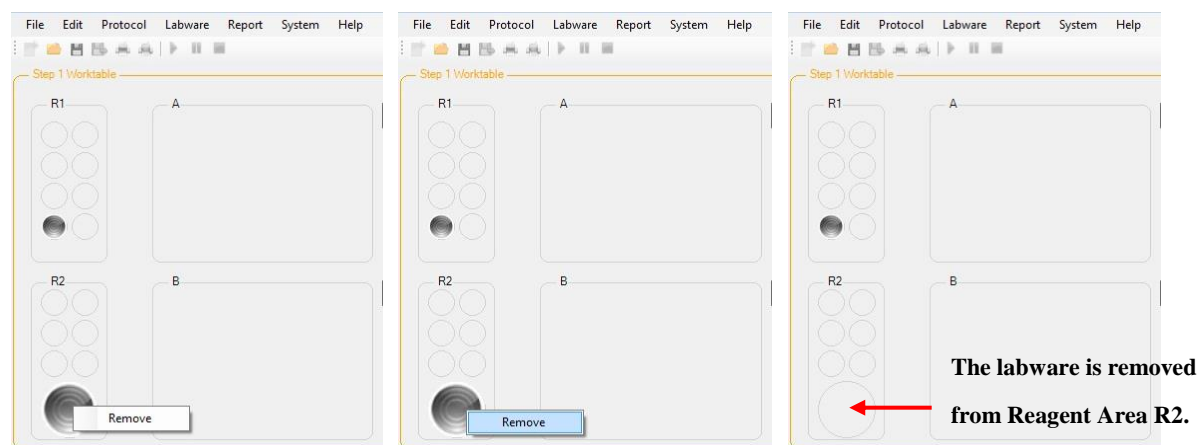 File Edit Protocol Labware Report System Help
Step 1 Worktable
R1
A
R2
B
Remove
File Edit Protocol Labware Report System Help
Step 1 Worktable
R1
A
R2
B
Remove
File Edit Protocol Labware Report System Help
Step 1 Worktable
R1
A
R2
B
The labware is removed
from Reagent Area R2.